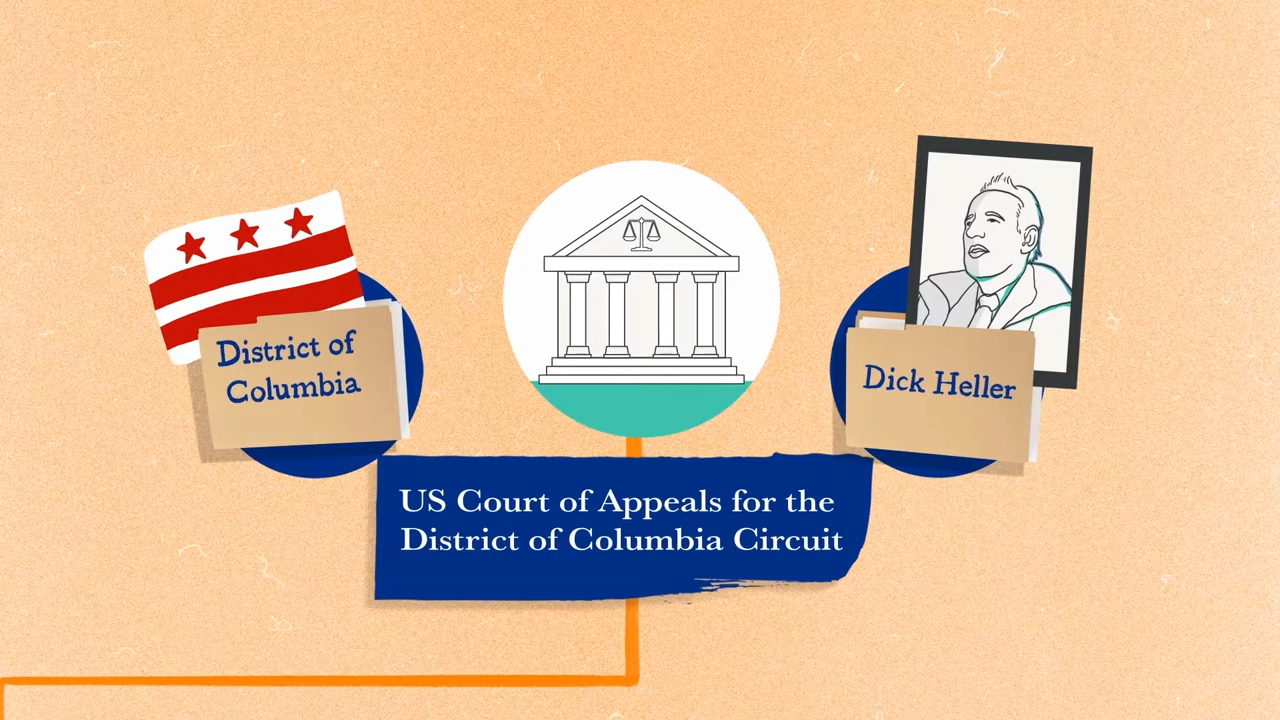 District of
Columbia
Dick Heller
US Court of Appeals for the
District of Columbia Circuit